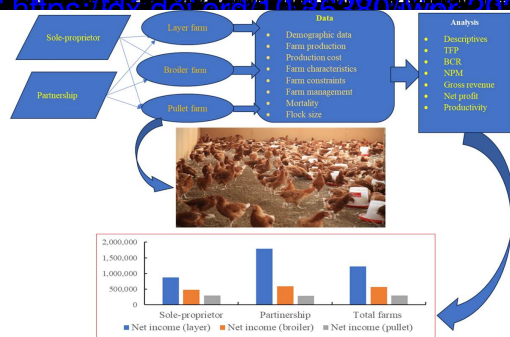 Sole-proprietor
Partnership
Layer farm
Broiler farm
Pullet farm
Data
Demographic data
Farm production
Production cost
Farm characteristics
Farm constraints
Farm management
Mortality
Flock size
Analysis
Descriptives
TFP
BCR
NPM
Gross revenue
Net profit
Productivity
2,000,000
1,500,000
1,000,000
500,000
0
Sole-proprietor Partnership Total farms
Net income (layer) Net income (broiler) Net income (pullet)